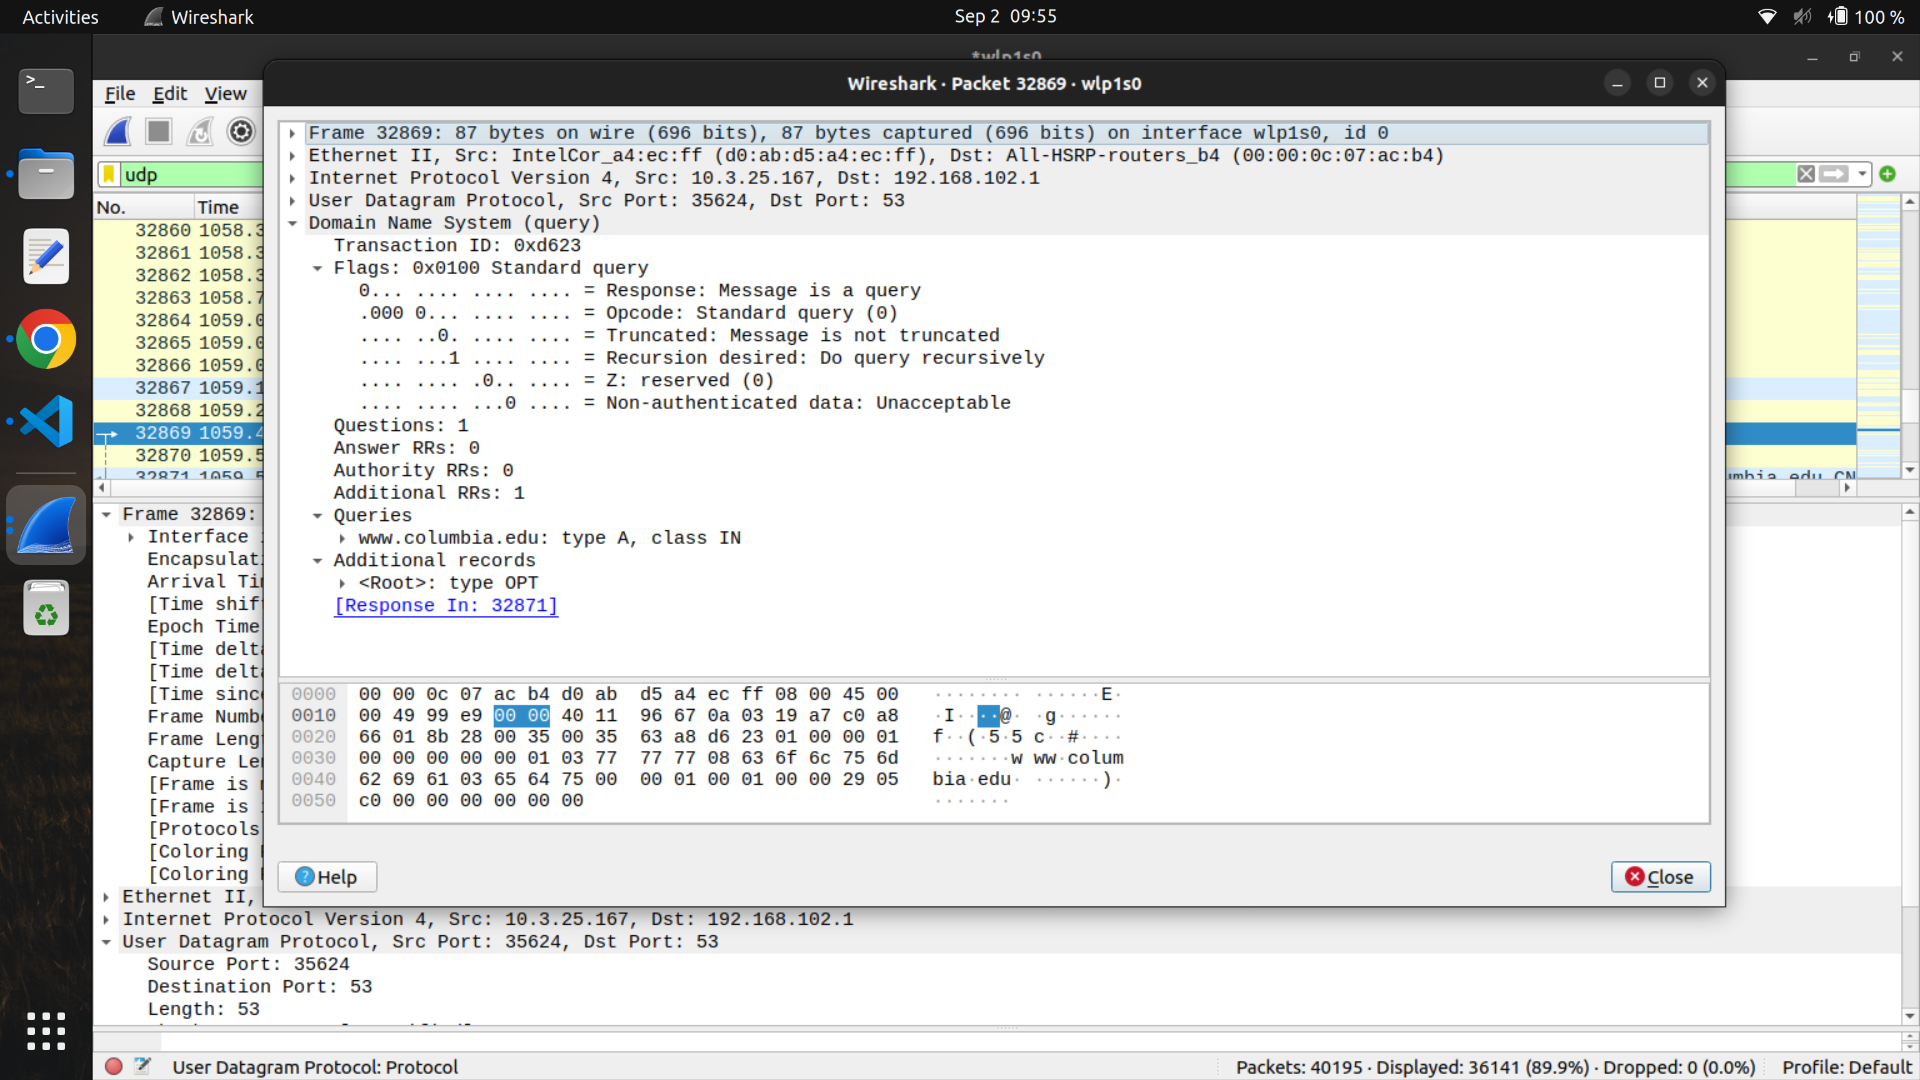 Activities
Wireshark
Sep 2 09:55
100 %
*wlp1s0
File Edit View
udp
No. Time
32860 1058.3
32861 1058.3
32862 1058.3
32863 1058.7
32864 1059.0
32865 1059.0
32866 1059.0
32867 1059.1
32868 1059.2
32869 1059.4
32870 1059.5
32871 1059.5
umbia.edu CN
Wireshark · Packet 32869 · wlp1s0
Frame 32869: 87 bytes on wire (696 bits), 87 bytes captured (696 bits) on interface wlp1s0, id 0
Ethernet II, Src: IntelCor_a4:ec:ff (d0:ab:d5:a4:ec:ff), Dst: All-HSRP-routers_b4 (00:00:0c:07:ac:b4)
Internet Protocol Version 4, Src: 10.3.25.167, Dst: 192.168.102.1
User Datagram Protocol, Src Port: 35624, Dst Port: 53
Domain Name System (query)
Transaction ID: 0xd623
Flags: 0x0100 Standard query
0... .... .... .... = Response: Message is a query
.000 0... .... .... = Opcode: Standard query (0)
.... ..0. .... .... = Truncated: Message is not truncated
.... ...1 .... .... = Recursion desired: Do query recursively
.... .... .0.. .... = Z: reserved (0)
.... .... ...0 .... = Non-authenticated data: Unacceptable
Questions: 1
Answer RRs: 0
Authority RRs: 0
Additional RRs: 1
Queries
www.columbia.edu: type A, class IN
Additional records
<Root>: type OPT
[Response In: 32871]
0000 00 00 0c 07 ac b4 d0 ab d5 a4 ec ff 08 00 45 00 ········ ······E·
0010 00 49 99 e9 00 00 40 11 96 67 0a 03 19 a7 c0 a8 ·I····@· ·g······
0020 66 01 8b 28 00 35 00 35 63 a8 d6 23 01 00 00 01 f··(·5·5 c··#····
0030 00 00 00 00 00 01 03 77 77 77 08 63 6f 6c 75 6d ·······w ww·colum
0040 62 69 61 03 65 64 75 00 00 01 00 01 00 00 29 05 bia·edu· ······)·
0050 c0 00 00 00 00 00 00 ·······
Help
Close
Frame 32869:
Interface
Encapsulati
Arrival Ti
[Time shif
Epoch Time
[Time delt
[Time delt
[Time sinc
Frame Numb
Frame Leng
Capture Le
[Frame is
[Frame is
[Protocols
[Coloring
[Coloring
Ethernet II,
Internet Protocol Version 4, Src: 10.3.25.167, Dst: 192.168.102.1
User Datagram Protocol, Src Port: 35624, Dst Port: 53
Source Port: 35624
Destination Port: 53
Length: 53
User Datagram Protocol: Protocol
Packets: 40195 · Displayed: 36141 (89.9%) · Dropped: 0 (0.0%)
Profile: Default